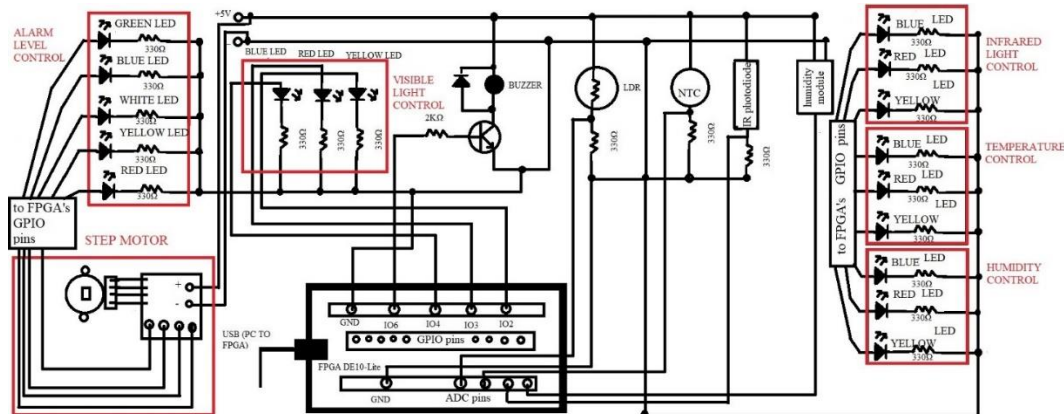 ALARM
LEVEL
CONTROL
GREEN LED
330Ω
BLUE LED
330Ω
WHITE LED
330Ω
YELLOW LED
330Ω
RED LED
330Ω
to FPGA's
GPIO
pins
STEP MOTOR
+
-
+5V
-
BLUE LED
RED LED
YELLOW LED
330Ω
330Ω
330Ω
VISIBLE
LIGHT
CONTROL
2KΩ
BUZZER
LDR
330Ω
NTC
330Ω
IR photodiode
330Ω
humidity
module
USB (PC TO
FPGA)
GND
IO6
IO4
IO3
IO2
GPIO pins
FPGA DE10-Lite
GND
ADC pins
to FPGA's GPIO pins
BLUE LED
330Ω
RED LED
330Ω
YELLOW
330Ω
INFRARED
LIGHT
CONTROL
BLUE LED
330Ω
RED LED
330Ω
LED
YELLOW
330Ω
TEMPERATURE
CONTROL
BLUE LED
330Ω
RED LED
330Ω
LED
YELLOW
330Ω
HUMIDITY
CONTROL